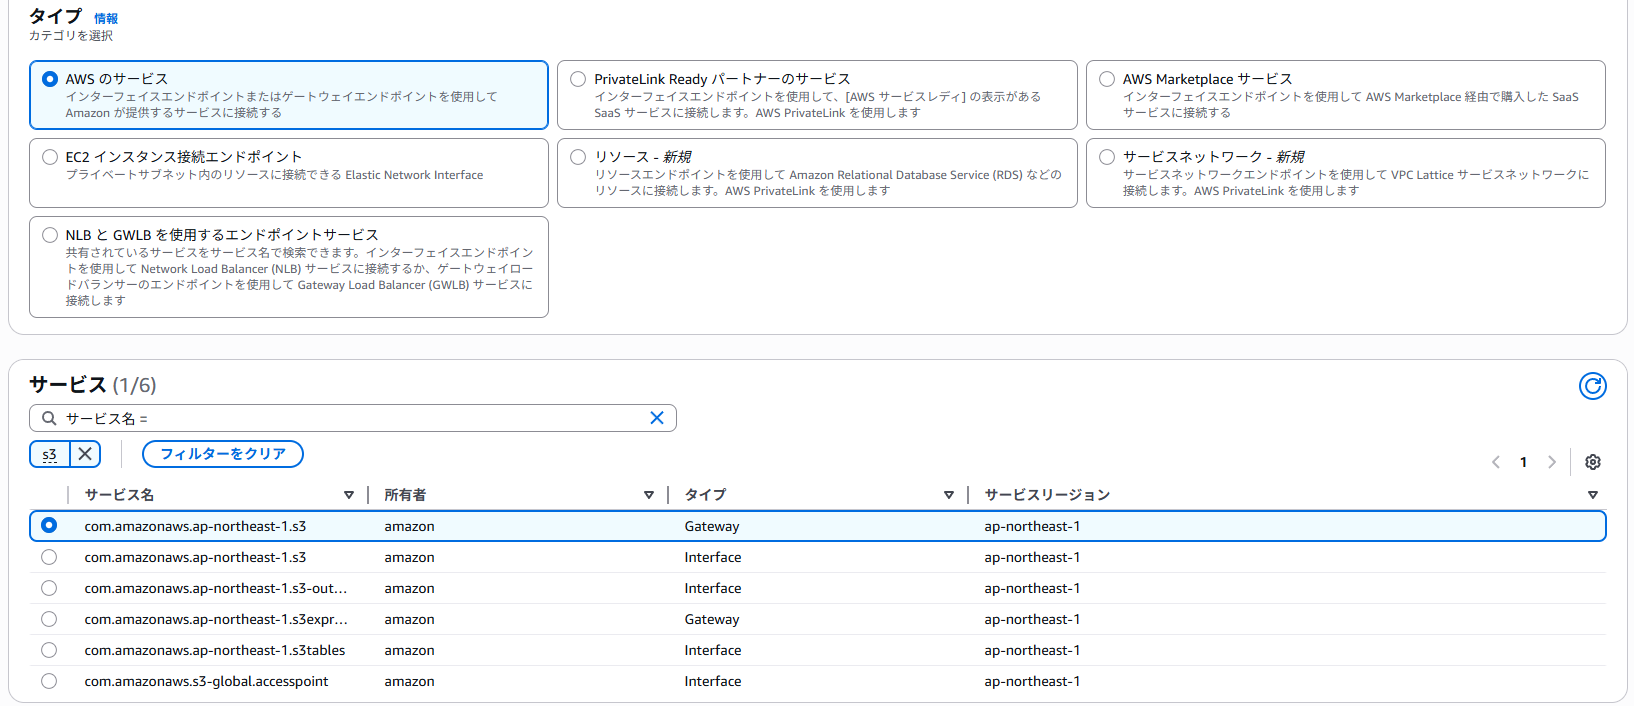 タイプ 情報
カテゴリを選択
AWS のサービス
インターフェイスエンドポイントまたはゲートウェイエンドポイントを使用して
Amazon が提供するサービスに接続する
PrivateLink Ready パートナーのサービス
インターフェイスエンドポイントを使用して、[AWS サービスレディ] の表示がある
SaaS サービスに接続します。AWS PrivateLink を使用します
AWS Marketplace サービス
インターフェイスエンドポイントを使用して AWS Marketplace 経由で購入した SaaS
サービスに接続する
EC2 インスタンス接続エンドポイント
プライベートサブネット内のリソースに接続できる Elastic Network Interface
リソース - 新規
リソースエンドポイントを使用して Amazon Relational Database Service (RDS) などの
リソースに接続します。AWS PrivateLink を使用します
サービスネットワーク - 新規
サービスネットワークエンドポイントを使用して VPC Lattice サービスネットワークに
接続します。AWS PrivateLink を使用します
NLB と GWLB を使用するエンドポイントサービス
共有されているサービスをサービス名で検索できます。インターフェイスエンドポイン
トを使用して Network Load Balancer (NLB) サービスに接続するか、ゲートウェイロー
ドバランサーのエンドポイントを使用して Gateway Load Balancer (GWLB) サービスに
接続します
サービス (1/6)
サービス名 =
s3 フィルターをクリア
1
サービス名 所有者 タイプ サービスリージョン
com.amazonaws.ap-northeast-1.s3 amazon Gateway ap-northeast-1
com.amazonaws.ap-northeast-1.s3 amazon Interface ap-northeast-1
com.amazonaws.ap-northeast-1.s3-out... amazon Interface ap-northeast-1
com.amazonaws.ap-northeast-1.s3expr... amazon Gateway ap-northeast-1
com.amazonaws.ap-northeast-1.s3tables amazon Interface ap-northeast-1
com.amazonaws.s3-global.accesspoint amazon Interface ap-northeast-1